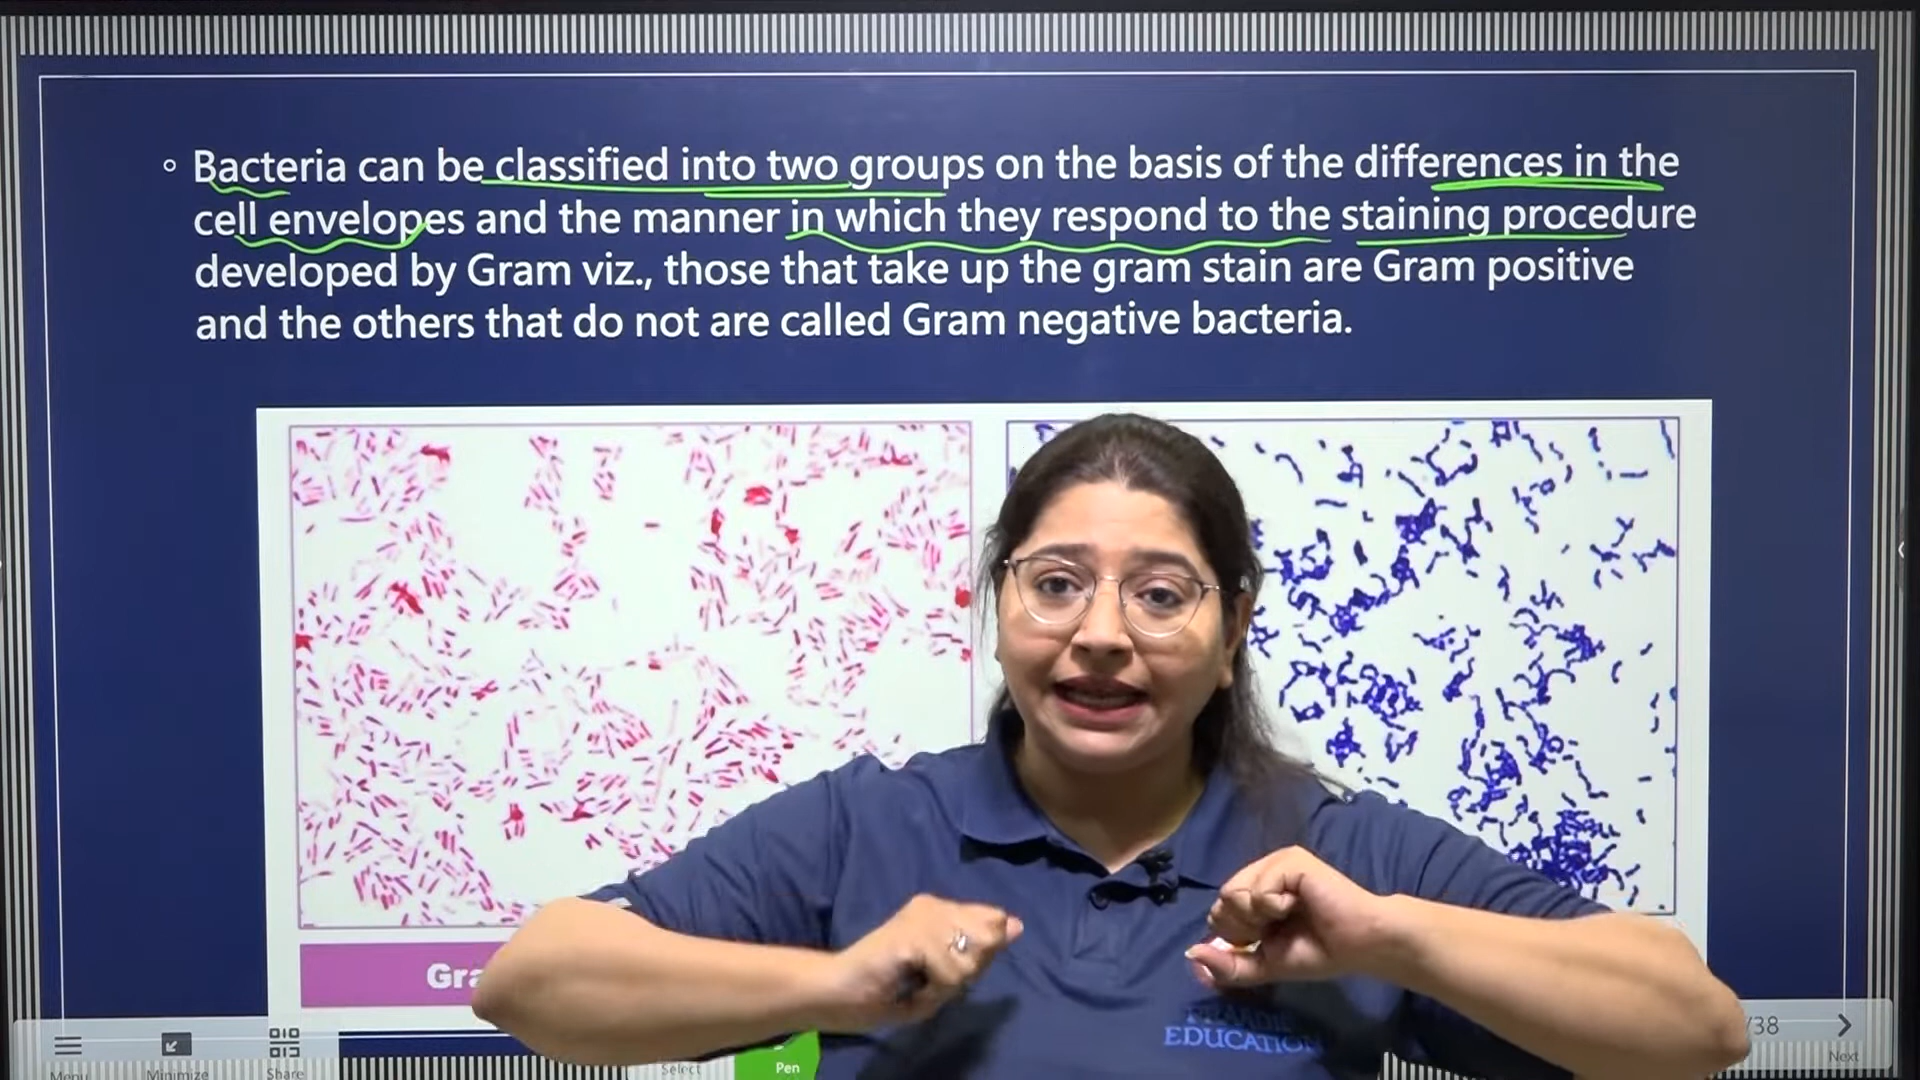 Bacteria can be classified into two groups on the basis of the differences in the
cell envelopes and the manner in which they respond to the staining procedure
developed by Gram viz., those that take up the gram stain are Gram positive
and the others that do not are called Gram negative bacteria.
EDUCATION
/38
Menu
Minimize
Share
Select
Pen
Next